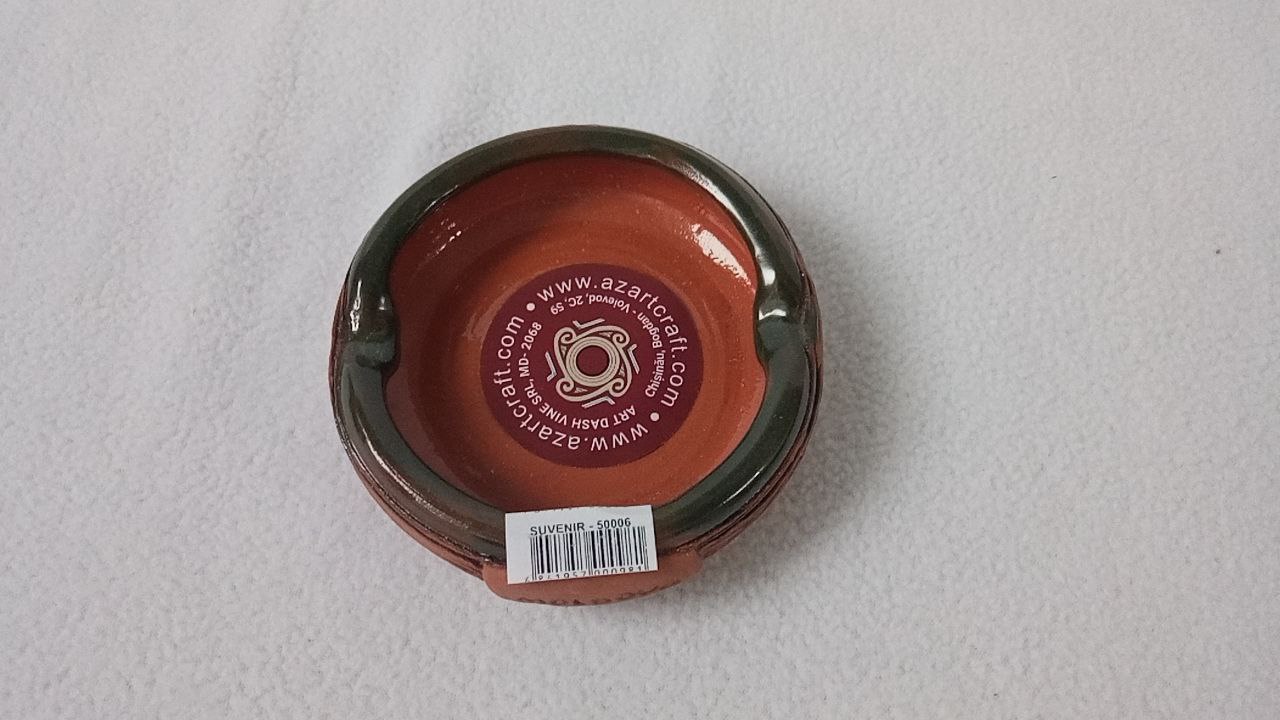 www.azartcraft.com • www.azartcraft.com •
ART DASH VINE SRL, MD- 2068
Chișinău, Bogdan - Voievod, 2C, 59
SUVENIR - 50006